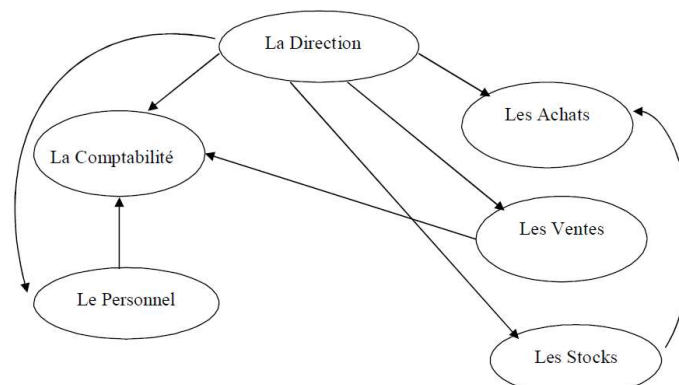 La Direction
Les Achats
La Comptabilité
Les Ventes
Le Personnel
Les Stocks